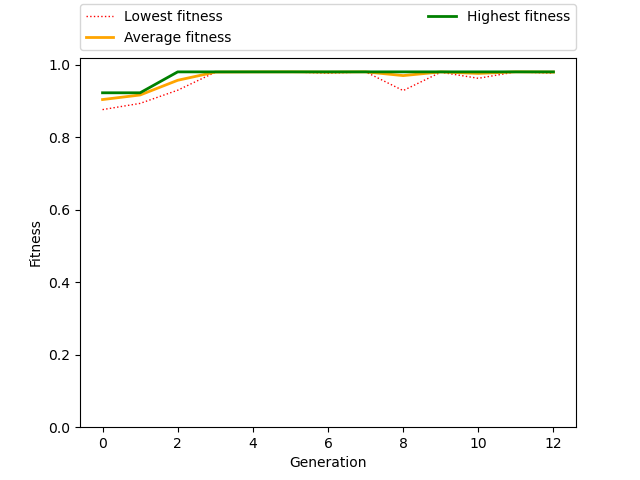 Lowest fitness
Average fitness
Highest fitness
1.0
0.8
0.6
0.4
0.2
0.0
Fitness
0 2 4 6 8 10 12
Generation